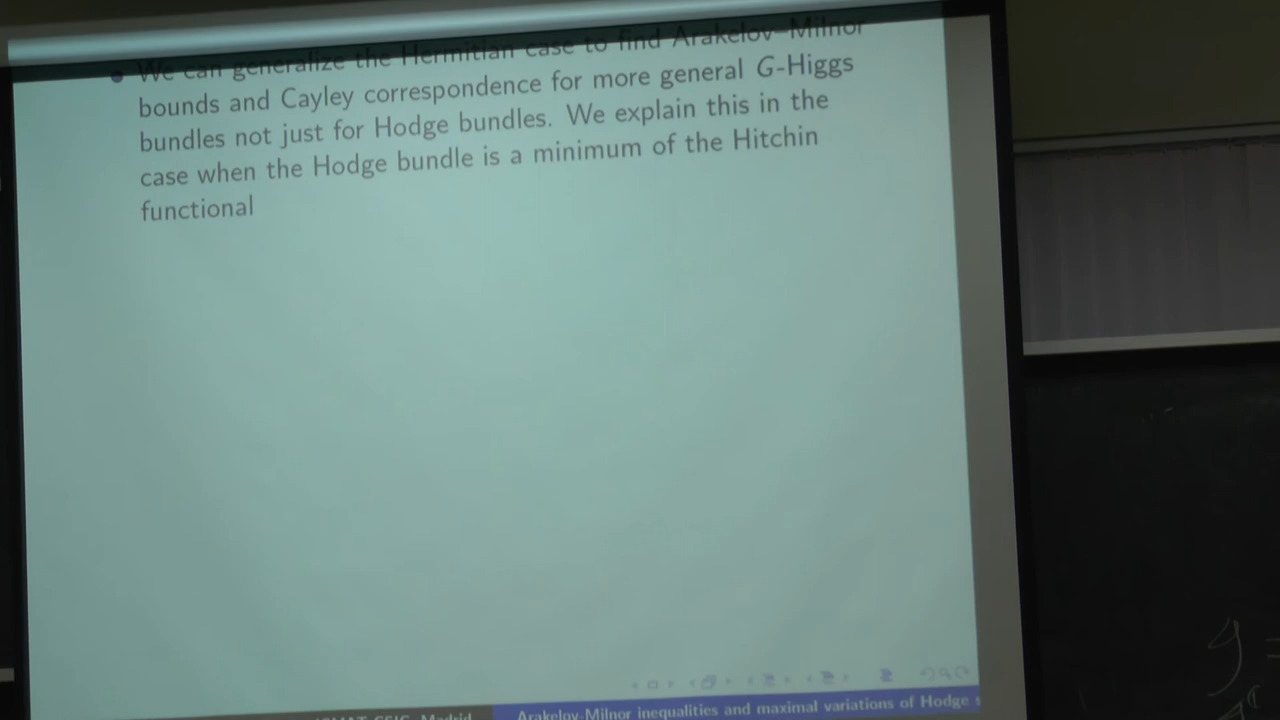 We can generalize the Hermitian case to find Arakelov–Milnor
bounds and Cayley correspondence for more general G-Higgs
bundles not just for Hodge bundles. We explain this in the
case when the Hodge bundle is a minimum of the Hitchin
functional
CSIC, Madrid
Arakelov-Milnor inequalities and maximal variations of Hodge